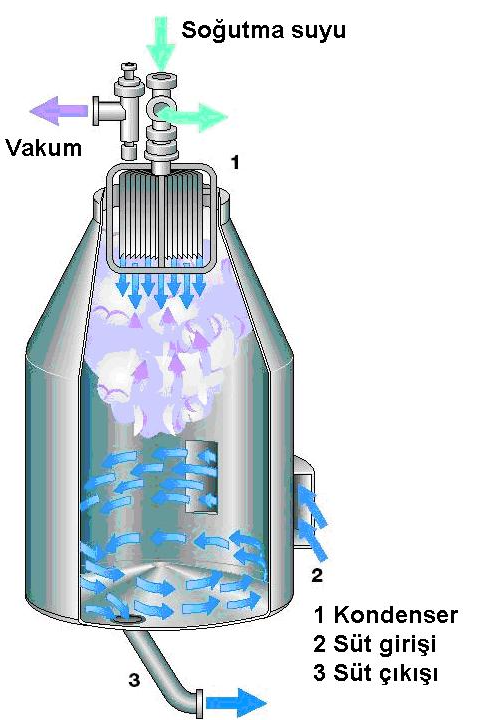 Soğutma suyu
Vakum
1
2
1 Kondenser
2 Süt girişi
3 Süt çıkışı
3